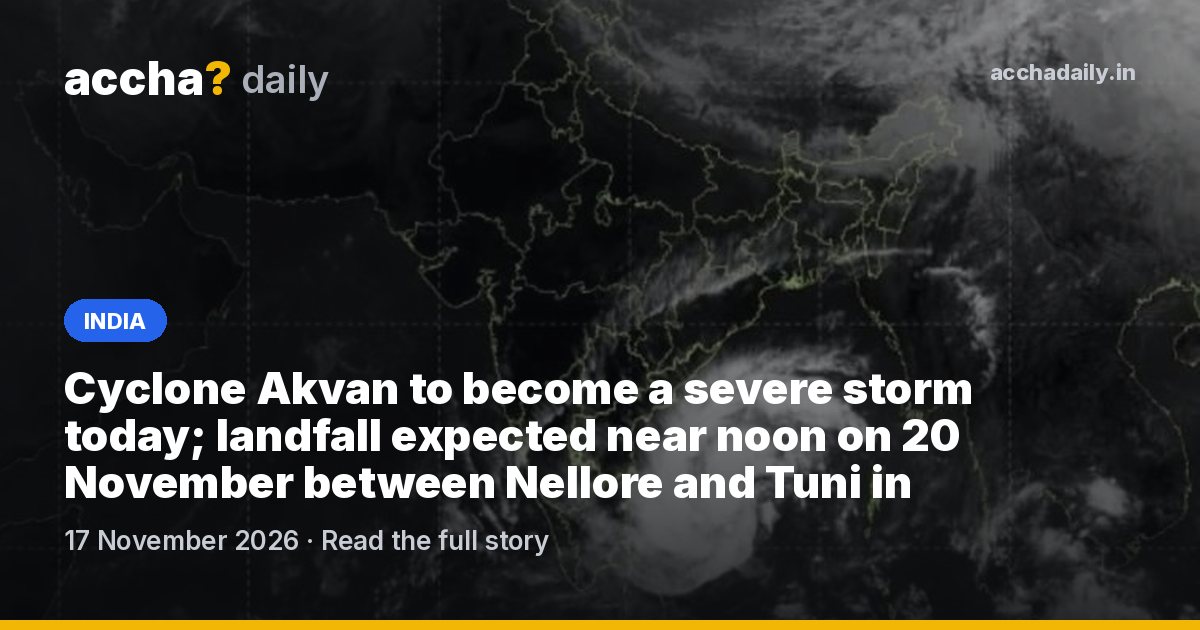 accha? daily
acchadaily.in
INDIA
Cyclone Akvan to become a severe storm
today; landfall expected near noon on 20
November between Nellore and Tuni in
17 November 2026 · Read the full story